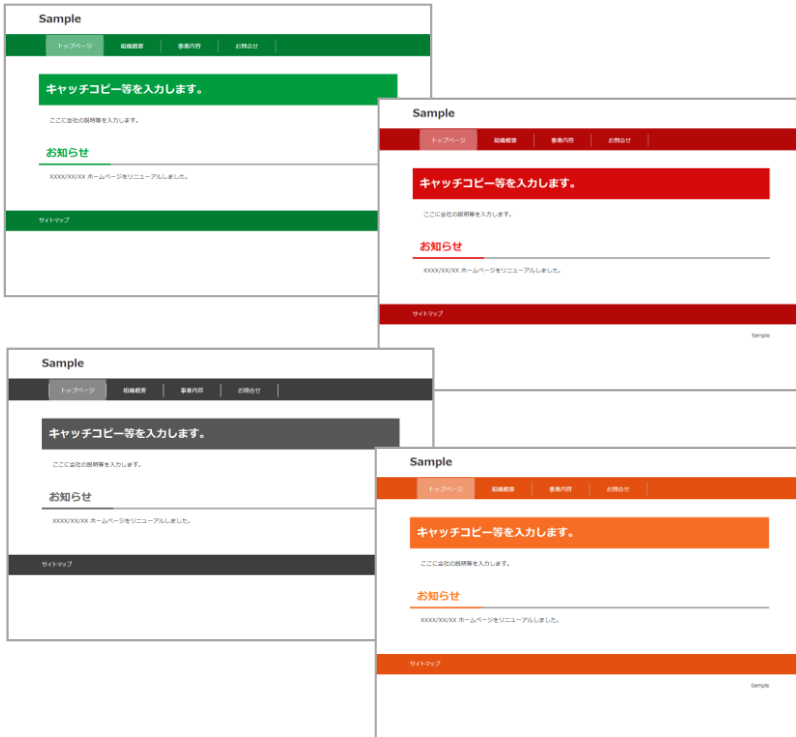 Sample
トップページ 組織概要 事業内容 お問合せ
キャッチコピー等を入力します。
ここに会社の説明等を入力します。
お知らせ
XXXX/XX/XX ホームページをリニューアルしました。
サイトマップ
Sample
トップページ 組織概要 事業内容 お問合せ
キャッチコピー等を入力します。
ここに会社の説明等を入力します。
お知らせ
XXXX/XX/XX ホームページをリニューアルしました。
サイトマップ
Sample
Sample
トップページ 組織概要 事業内容 お問合せ
キャッチコピー等を入力します。
ここに会社の説明等を入力します。
お知らせ
XXXX/XX/XX ホームページをリニューアルしました。
サイトマップ
Sample
トップページ 組織概要 事業内容 お問合せ
キャッチコピー等を入力します。
ここに会社の説明等を入力します。
お知らせ
XXXX/XX/XX ホームページをリニューアルしました。
サイトマップ
Sample